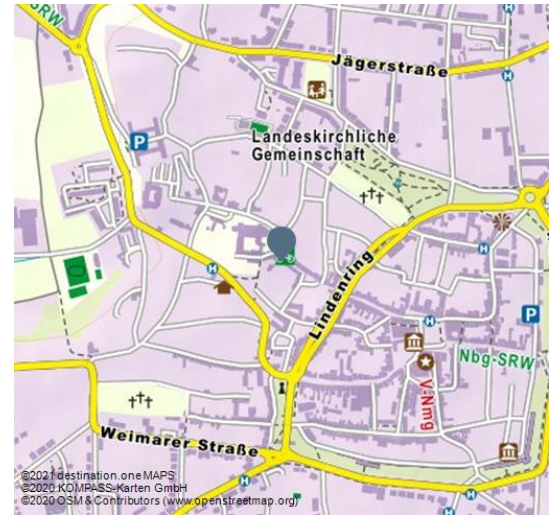 SRW
Jägerstraße
H
P
H
Landeskirchliche
Gemeinschaft
H
H
Lindenring
P
H
Nbg-SRW
V-Nmg
i
Weimarer Straße
H
H
H
©2021 destination.one MAPS
©2020 KOMPASS-Karten GmbH
©2020 OSM & Contributors (www.openstreetmap.org)